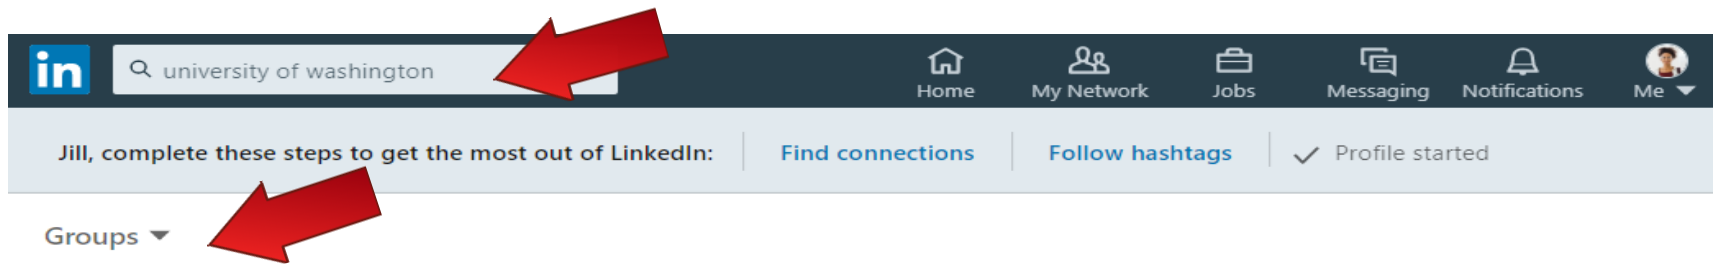 in
university of washington
Home
My Network
Jobs
Messaging
Notifications
Me
Jill, complete these steps to get the most out of LinkedIn:
Find connections
Follow hashtags
Profile started
Groups